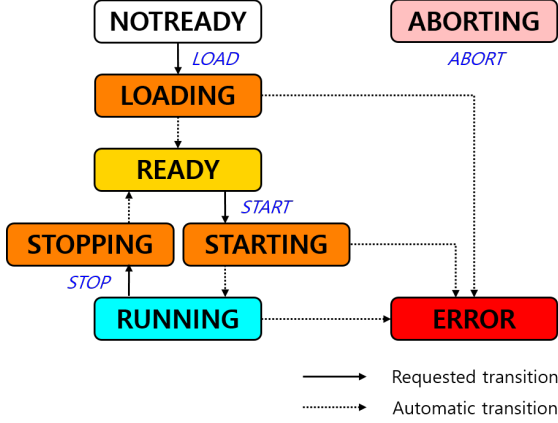 NOTREADY
ABORTING
LOAD
ABORT
LOADING
READY
START
STOPPING
STARTING
STOP
RUNNING
ERROR
Requested transition
Automatic transition